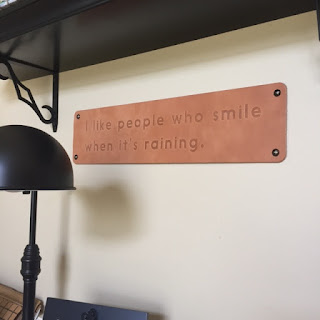 I like people who smile
when it's raining.